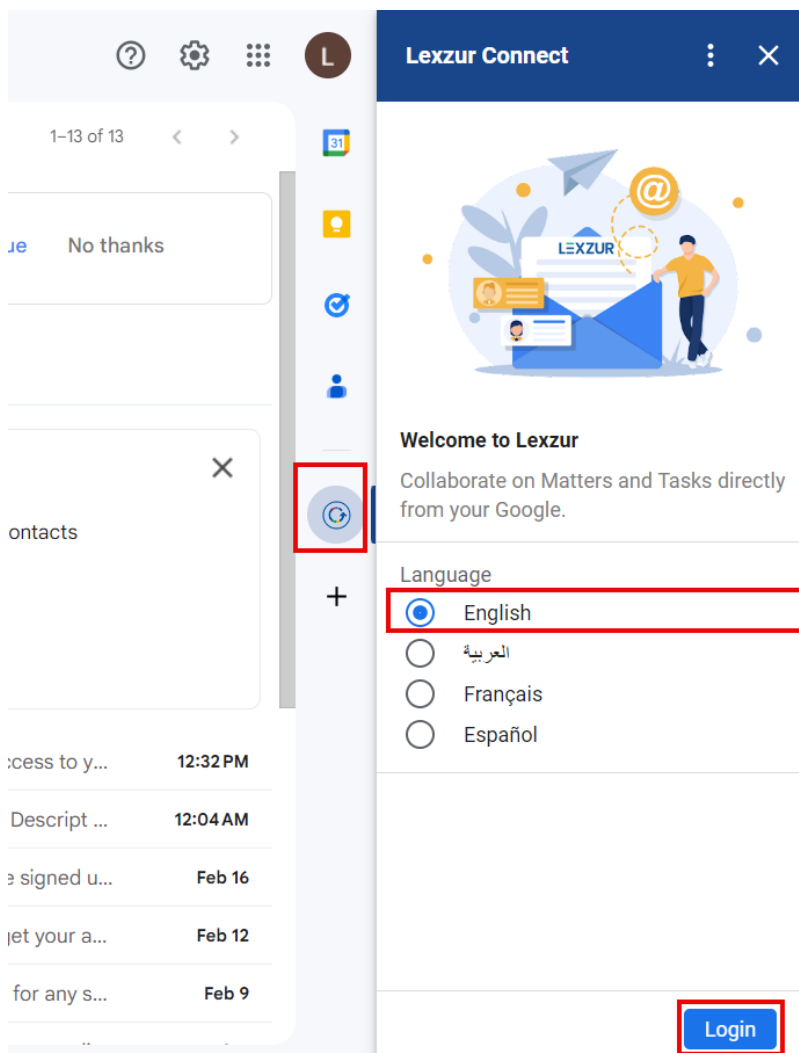 L
Lexzur Connect
1–13 of 13
31
ue No thanks
@
LEXZUR
Welcome to Lexzur
Collaborate on Matters and Tasks directly
from your Google.
ontacts
Language
English
العربية
Français
Español
ccess to y... 12:32 PM
Descript ... 12:04 AM
e signed u... Feb 16
get your a... Feb 12
for any s... Feb 9
Login